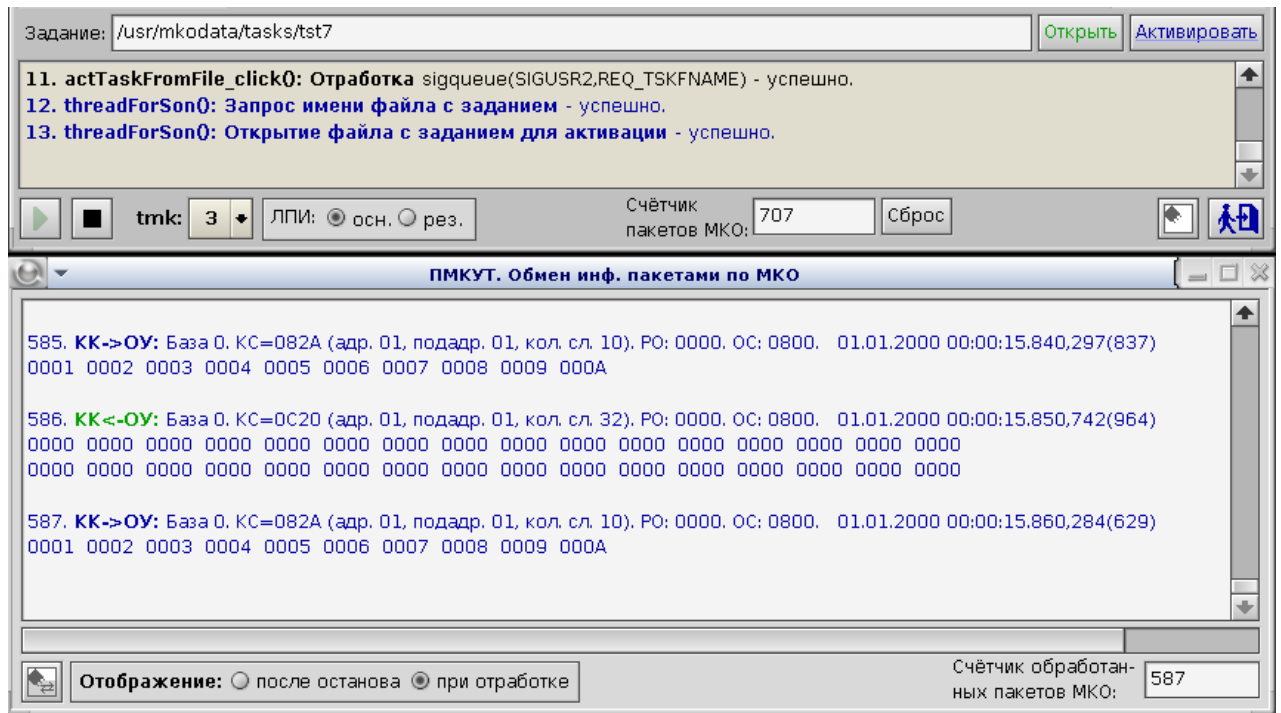 Задание: /usr/mkodata/tasks/tst7 Открыть Активировать
11. actTaskFromFile_click(): Отработка sigqueue(SIGUSR2,REQ_TSKFNAME) - успешно.
12. threadForSon(): Запрос имени файла с заданием - успешно.
13. threadForSon(): Открытие файла с заданием для активации - успешно.
tmk: 3 ЛПИ: осн. рез. Счётчик пакетов МКО: 707 Сброс
ПМКУТ. Обмен инф. пакетами по МКО
585. КК->ОУ: База 0. КС=082A (адр. 01, подадр. 01, кол. сл. 10). РО: 0000. ОС: 0800. 01.01.2000 00:00:15.840,297(837)
0001 0002 0003 0004 0005 0006 0007 0008 0009 000A
586. КК<-ОУ: База 0. КС=0C20 (адр. 01, подадр. 01, кол. сл. 32). РО: 0000. ОС: 0800. 01.01.2000 00:00:15.850,742(964)
0000 0000 0000 0000 0000 0000 0000 0000 0000 0000 0000 0000 0000 0000 0000 0000
0000 0000 0000 0000 0000 0000 0000 0000 0000 0000 0000 0000 0000 0000 0000 0000
587. КК->ОУ: База 0. КС=082A (адр. 01, подадр. 01, кол. сл. 10). РО: 0000. ОС: 0800. 01.01.2000 00:00:15.860,284(629)
0001 0002 0003 0004 0005 0006 0007 0008 0009 000A
Отображение: после останова при отработке
Счётчик обработан-
ных пакетов МКО: 587